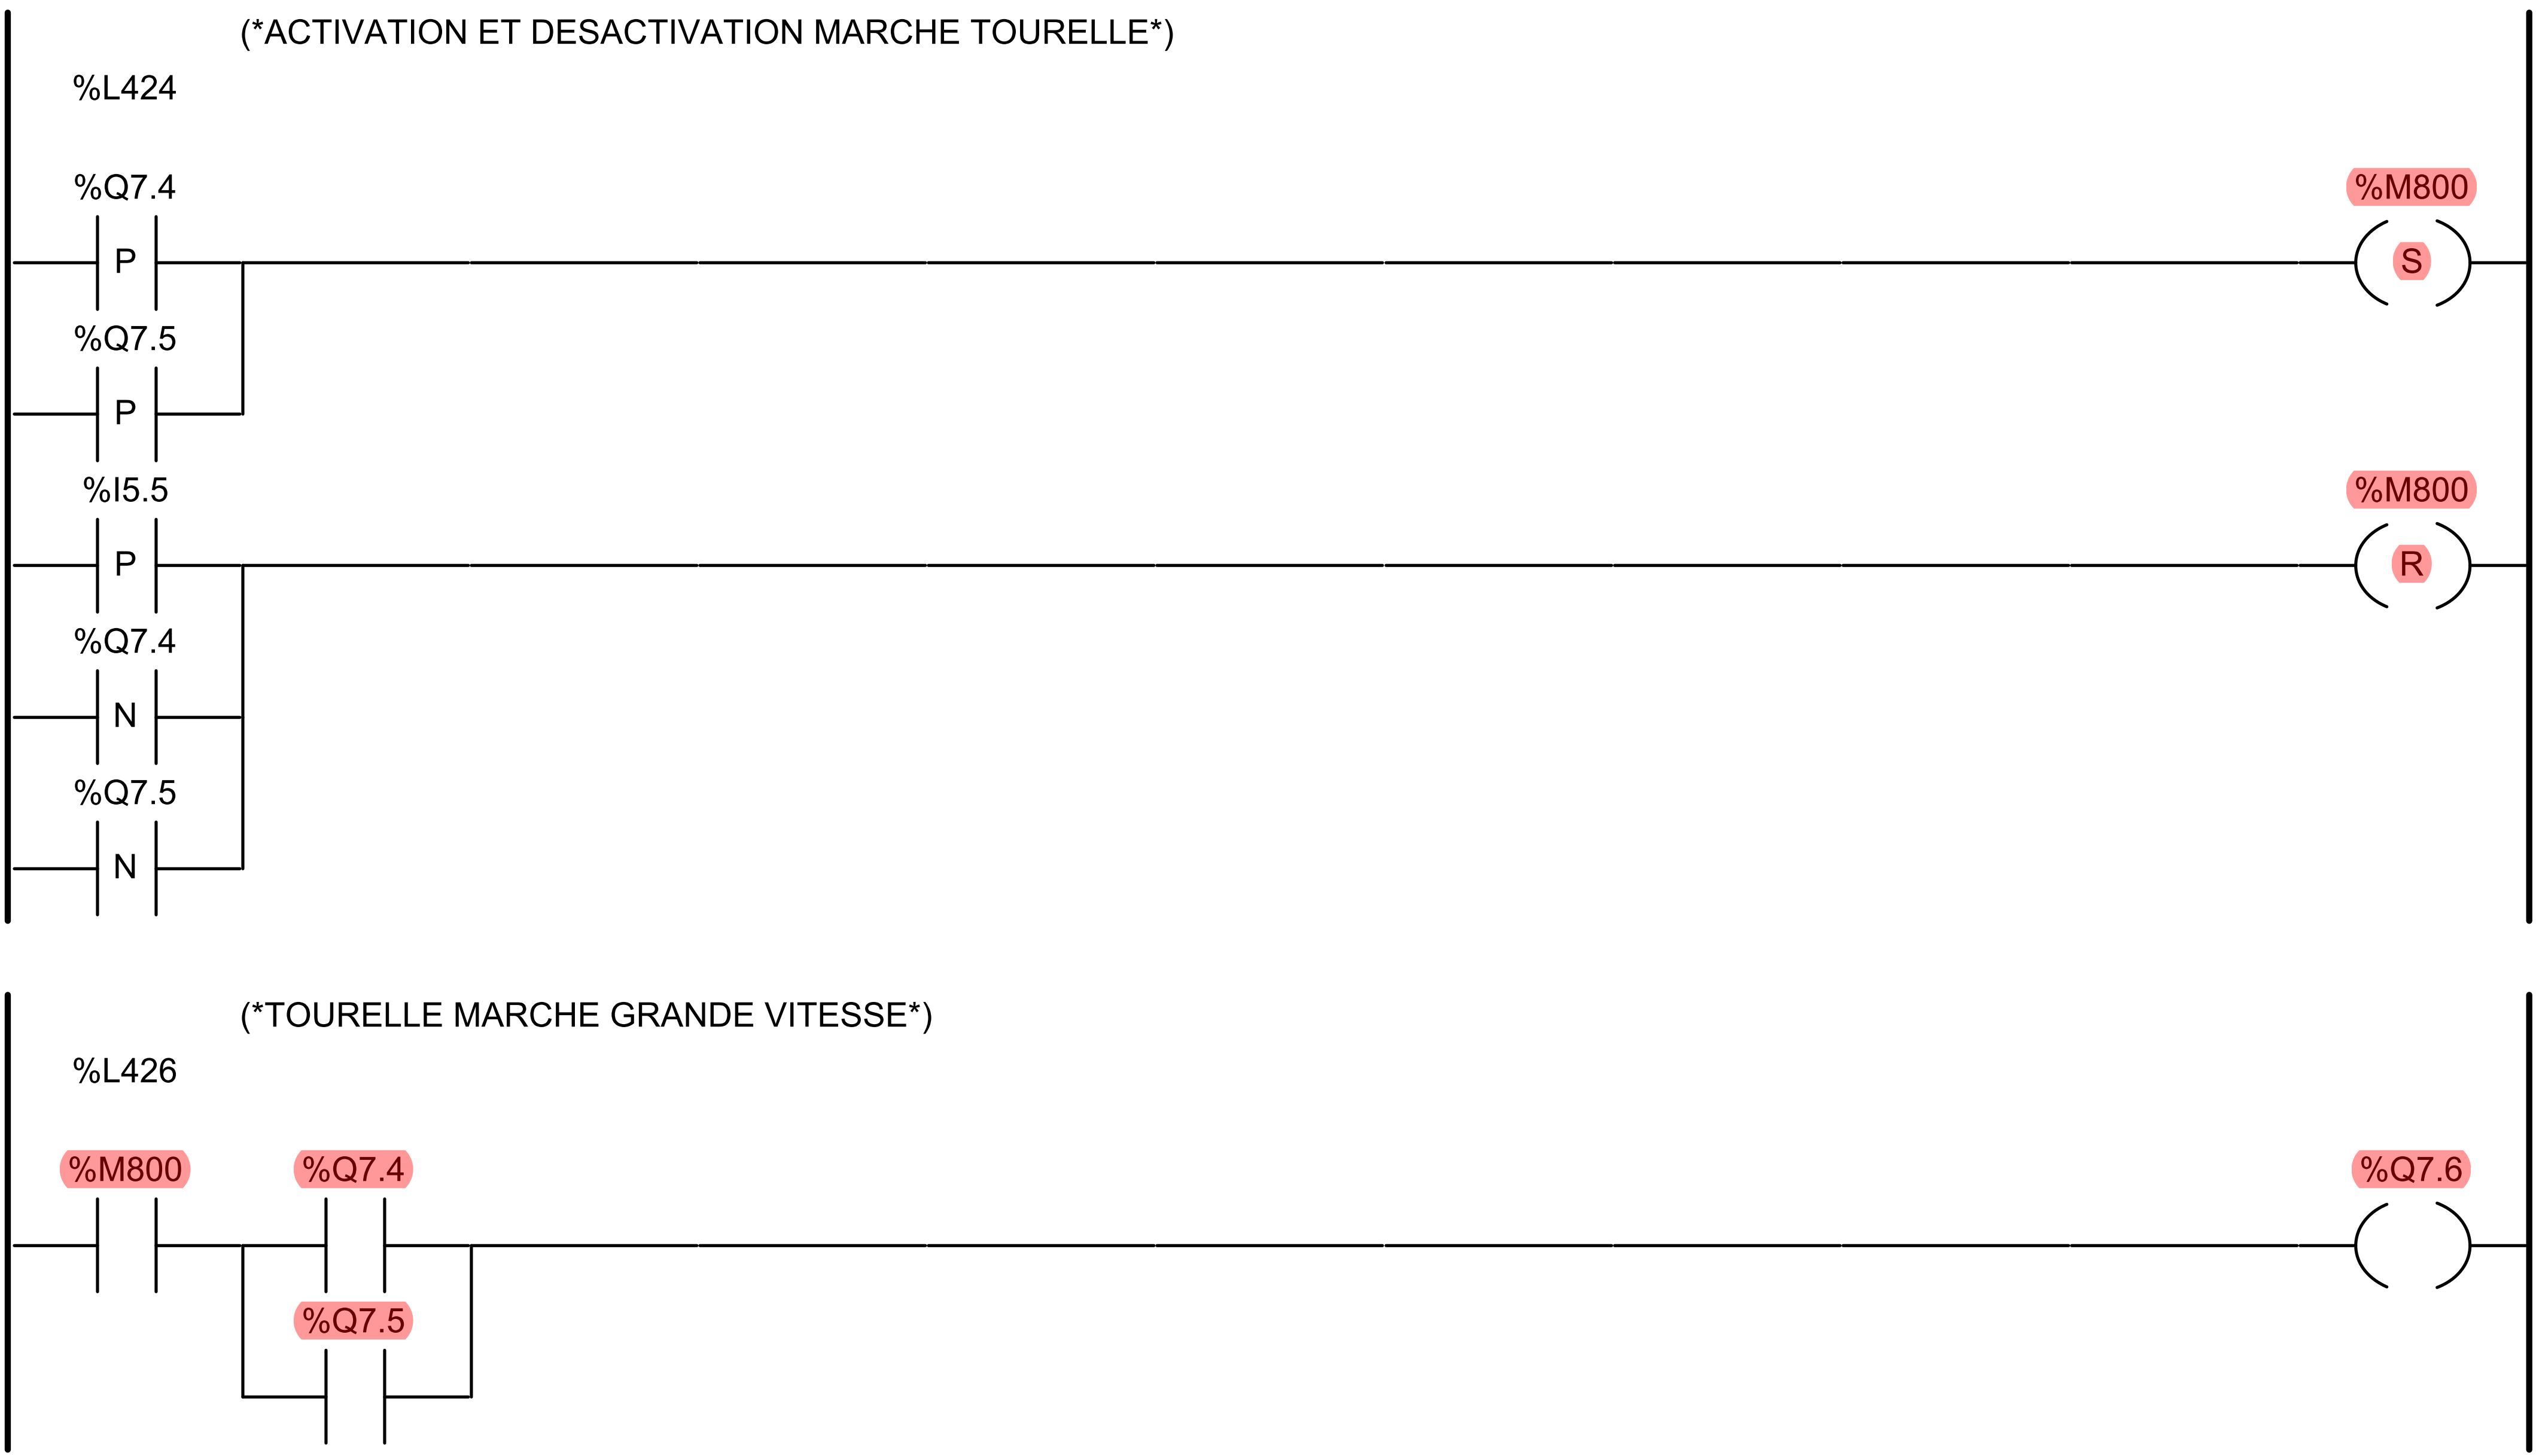 (*ACTIVATION ET DESACTIVATION MARCHE TOURELLE*)
%L424
%Q7.4 %M800
P S
%Q7.5
P
%I5.5 %M800
P R
%Q7.4
N
%Q7.5
N
(*TOURELLE MARCHE GRANDE VITESSE*)
%L426
%M800 %Q7.4 %Q7.6
%Q7.5